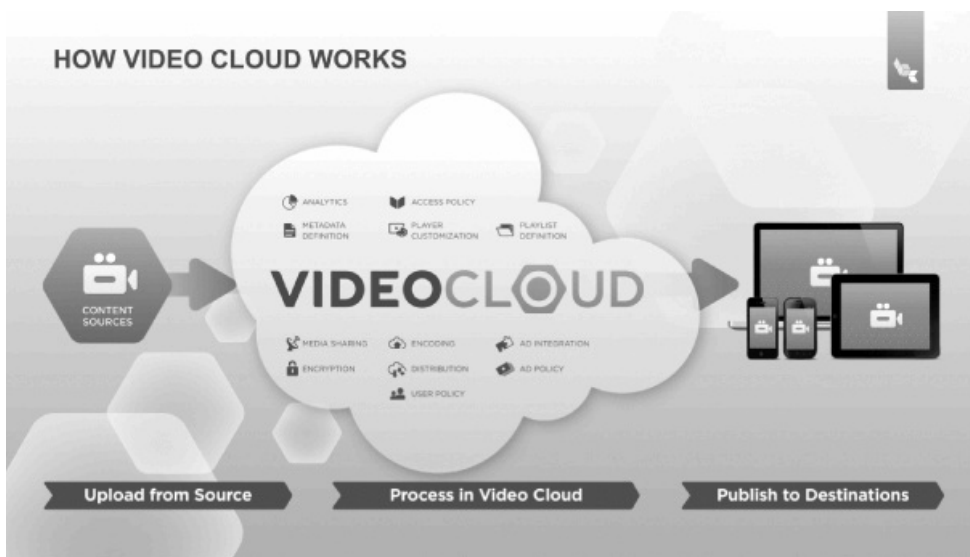 HOW VIDEO CLOUD WORKS
ANALYTICS
ACCESS POLICY
METADATA
DEFINITION
PLAYER
CUSTOMIZATION
PLAYLIST
DEFINITION
CONTENT
SOURCES
VIDEOCLOUD
MEDIA SHARING
ENCODING
AD INTEGRATION
ENCRYPTION
DISTRIBUTION
AD POLICY
USER POLICY
Upload from Source
Process in Video Cloud
Publish to Destinations